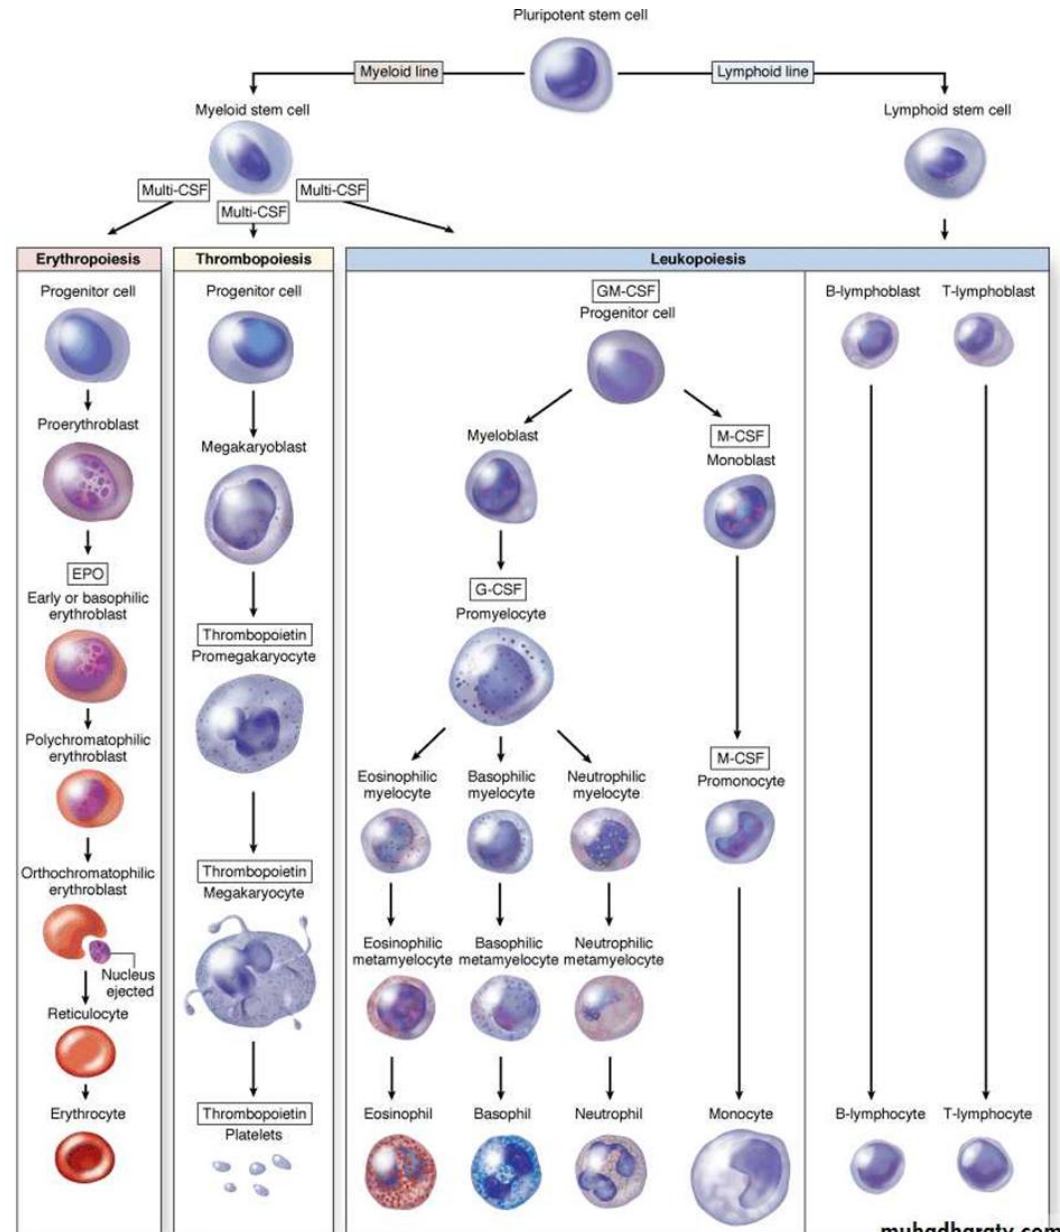 Pluripotent stem cell
Myeloid line
Lymphoid line
Myeloid stem cell
Lymphoid stem cell
Multi-CSF
Multi-CSF
Multi-CSF
Erythropoiesis
Progenitor cell
Proerythroblast
EPO
Early or basophilic
erythroblast
Polychromatophilic
erythroblast
Orthochromatophilic
erythroblast
Nucleus
ejected
Reticulocyte
Erythrocyte
Thrombopoiesis
Progenitor cell
Megakaryoblast
Thrombopoietin
Promegakaryocyte
Thrombopoietin
Megakaryocyte
Thrombopoietin
Platelets
Leukopoiesis
GM-CSF
Progenitor cell
Myeloblast
G-CSF
Promyelocyte
Eosinophilic
myelocyte
Basophilic
myelocyte
Neutrophilic
myelocyte
Eosinophilic
metamyelocyte
Basophilic
metamyelocyte
Neutrophilic
metamyelocyte
Eosinophil
Basophil
Neutrophil
M-CSF
Monoblast
M-CSF
Promonocyte
Monocyte
B-lymphoblast
T-lymphoblast
B-lymphocyte
T-lymphocyte